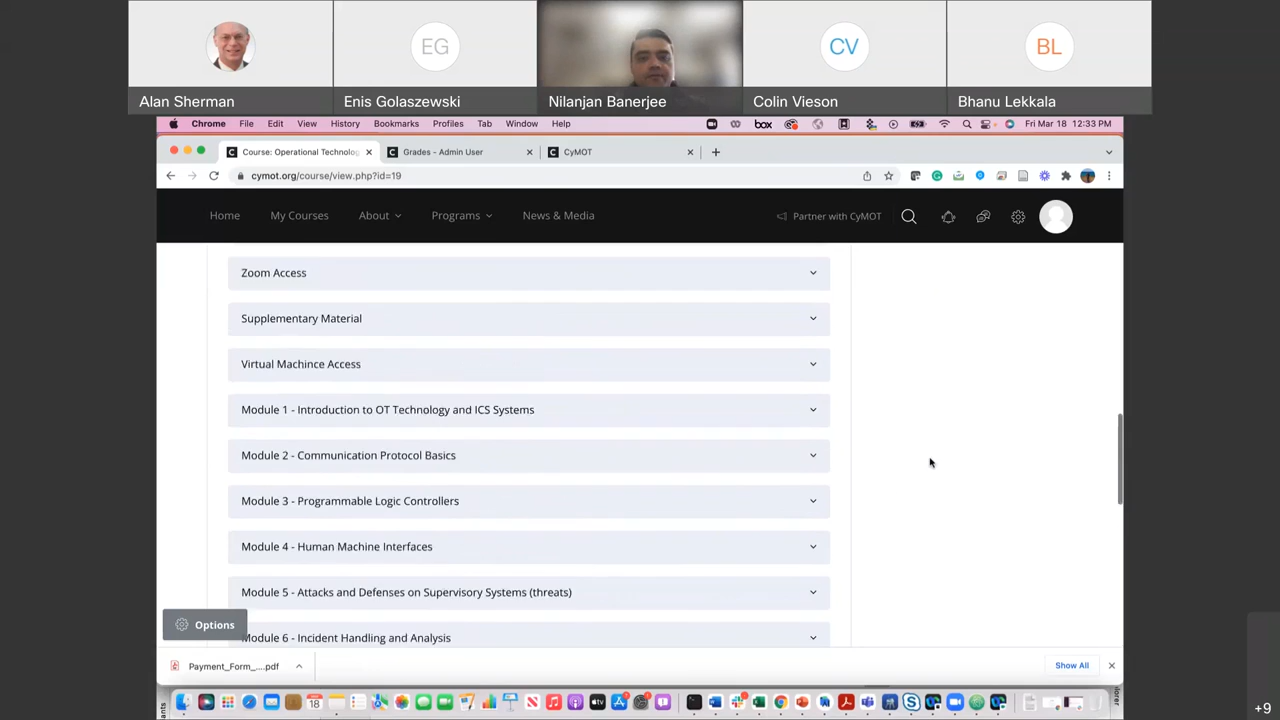 EG
CV
BL
Alan Sherman
Enis Golaszewski
Nilanjan Banerjee
Colin Vieson
Bhanu Lekkala
Chrome File Edit View History Bookmarks Profiles Tab Window Help
box
Fri Mar 18 12:33 PM
Course: Operational Technolog
Grades - Admin User
CyMOT
cymot.org/course/view.php?id=19
Home
My Courses
About
Programs
News & Media
Partner with CyMOT
Zoom Access
Supplementary Material
Virtual Machince Access
Module 1 - Introduction to OT Technology and ICS Systems
Module 2 - Communication Protocol Basics
Module 3 - Programmable Logic Controllers
Module 4 - Human Machine Interfaces
Module 5 - Attacks and Defenses on Supervisory Systems (threats)
Options
Module 6 - Incident Handling and Analysis
Payment_Form_....pdf
Show All
18
+9